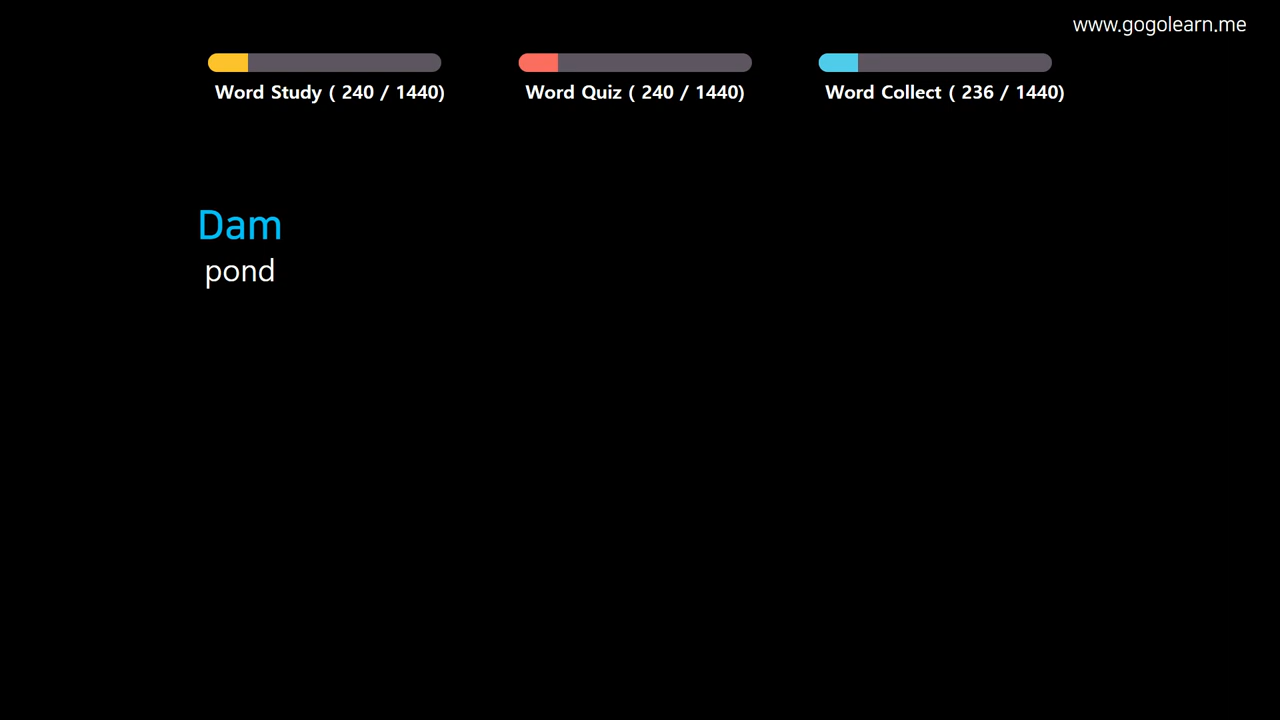 www.gogolearn.me
Word Study ( 240 / 1440)
Word Quiz ( 240 / 1440)
Word Collect ( 236 / 1440)
Dam
pond